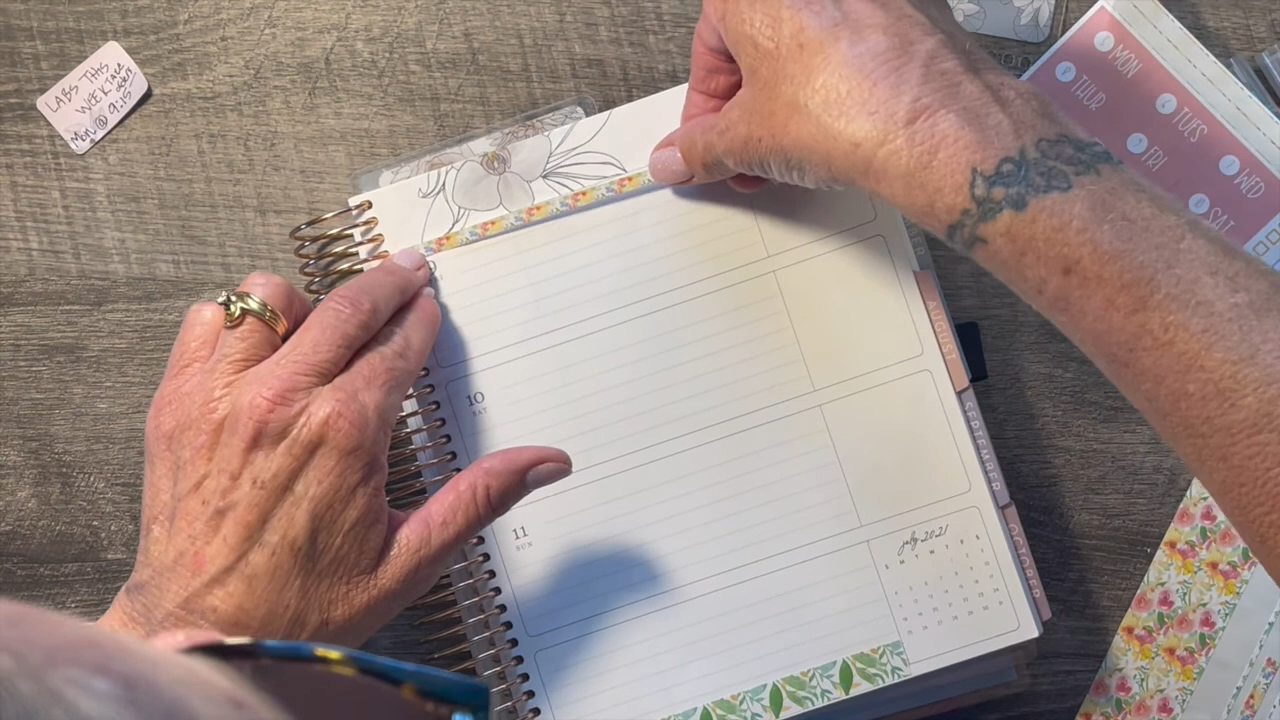 LABS THIS
WEEK TALK
Mon @ 9:15
MON
THUR
TUES
FRI
WED
SAT
10
SAT
11
SUN
july 2021
S M T W T F S
AUGUST
SEPTEMBER
OCTOBER